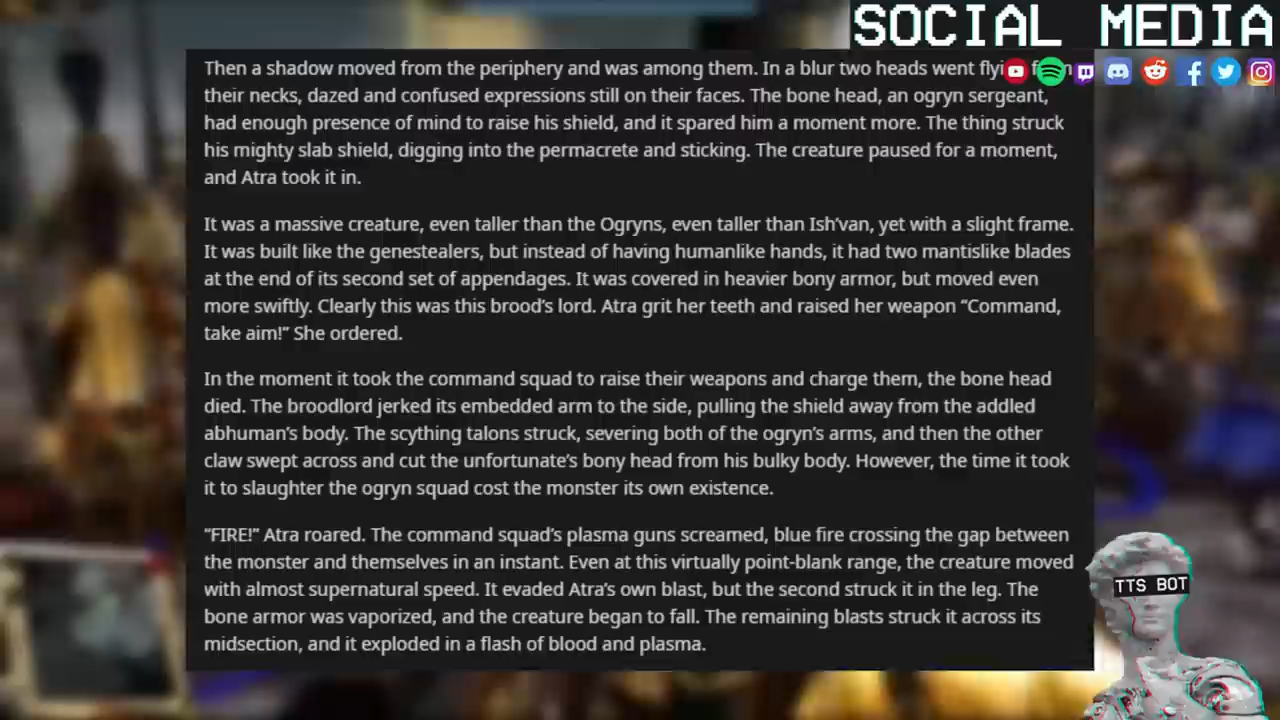 SOCIAL MEDIA
Then a shadow moved from the periphery and was among them. In a blur two heads went flying from
their necks, dazed and confused expressions still on their faces. The bone head, an ogryn sergeant,
had enough presence of mind to raise his shield, and it spared him a moment more. The thing struck
his mighty slab shield, digging into the permacrete and sticking. The creature paused for a moment,
and Atra took it in.
It was a massive creature, even taller than the Ogryns, even taller than Ish'van, yet with a slight frame.
It was built like the genestealers, but instead of having humanlike hands, it had two mantislike blades
at the end of its second set of appendages. It was covered in heavier bony armor, but moved even
more swiftly. Clearly this was this brood's lord. Atra grit her teeth and raised her weapon “Command,
take aim!” She ordered.
In the moment it took the command squad to raise their weapons and charge them, the bone head
died. The broodlord jerked its embedded arm to the side, pulling the shield away from the addled
abhuman's body. The scything talons struck, severing both of the ogryn's arms, and then the other
claw swept across and cut the unfortunate's bony head from his bulky body. However, the time it took
it to slaughter the ogryn squad cost the monster its own existence.
“FIRE!” Atra roared. The command squad's plasma guns screamed, blue fire crossing the gap between
the monster and themselves in an instant. Even at this virtually point-blank range, the creature moved
with almost supernatural speed. It evaded Atra's own blast, but the second struck it in the leg. The
bone armor was vaporized, and the creature began to fall. The remaining blasts struck it across its
midsection, and it exploded in a flash of blood and plasma.
TTS BOT